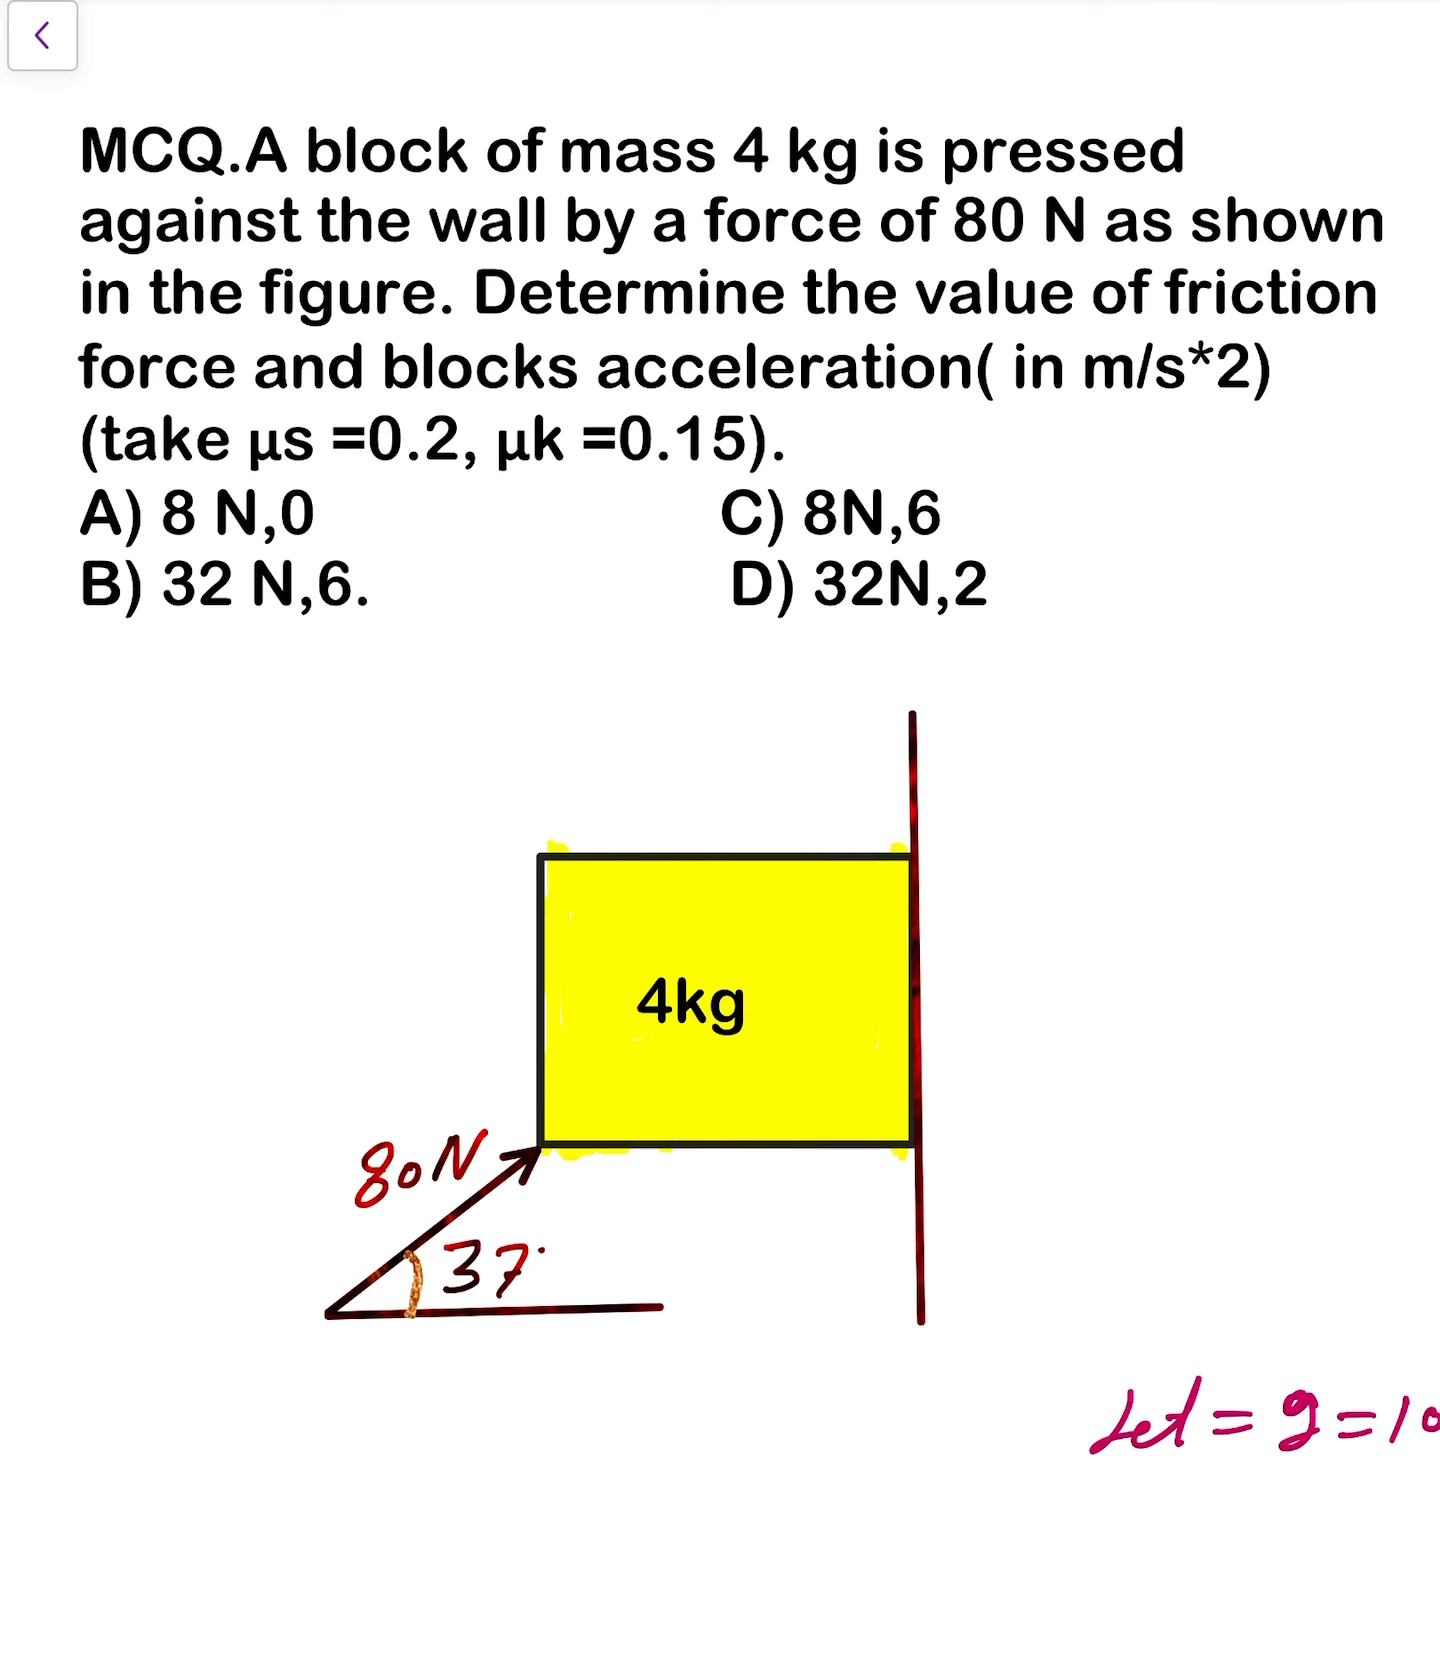 MCQ.A block of mass 4 kg is pressed
against the wall by a force of 80 N as shown
in the figure. Determine the value of friction
force and blocks acceleration( in m/s*2)
(take μs =0.2, μk =0.15).
A) 8 N,0 C) 8N,6
B) 32 N,6. D) 32N,2
4kg
80N
37°
Let = g=10